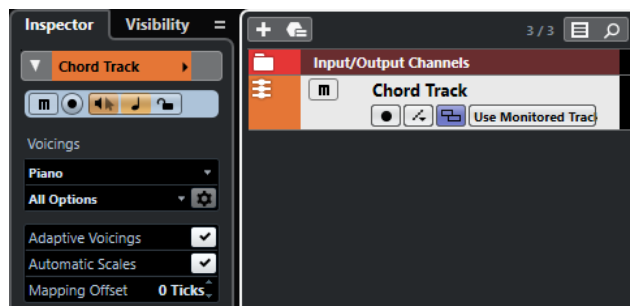 Inspector Visibility
Chord Track
m
Voicings
Piano
All Options
Adaptive Voicings
Automatic Scales
Mapping Offset 0 Ticks
3 / 3
Input/Output Channels
m Chord Track
Use Monitored Trac